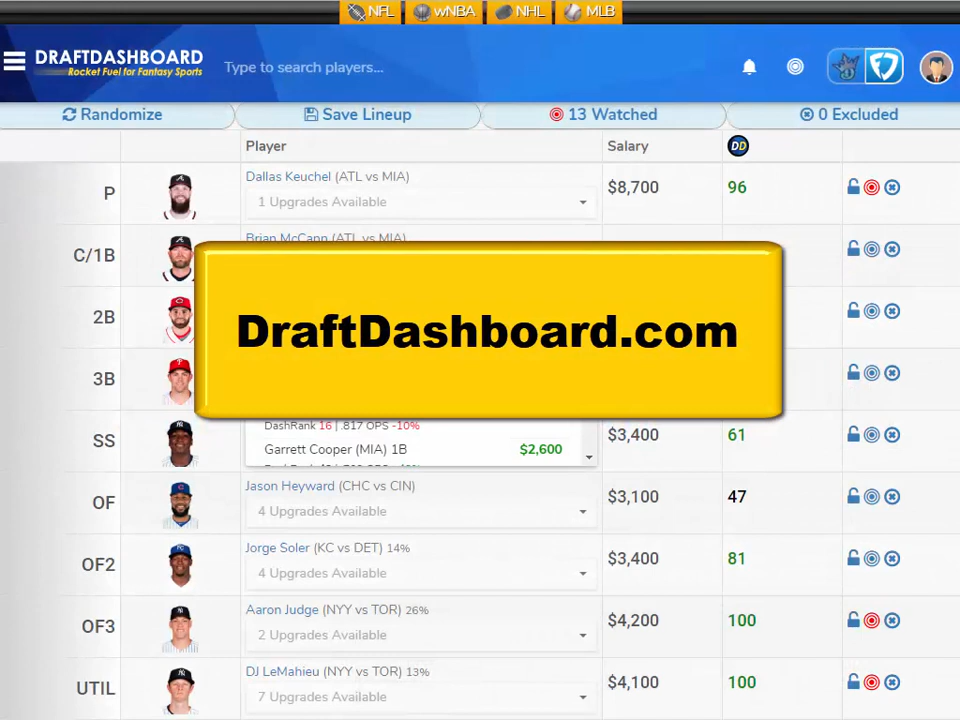 NFL wNBA NHL MLB
DRAFTDASHBOARD
Rocket Fuel for Fantasy Sports
Type to search players...
Randomize Save Lineup 13 Watched 0 Excluded
Player Salary DD
P Dallas Keuchel (ATL vs MIA) $8,700 96
1 Upgrades Available
C/1B Brian McCann (ATL vs MIA)
2B
3B
DraftDashboard.com
DashRank 16 | .817 OPS -10%
SS $3,400 61
Garrett Cooper (MIA) 1B $2,600
OF Jason Heyward (CHC vs CIN) $3,100 47
4 Upgrades Available
OF2 Jorge Soler (KC vs DET) 14% $3,400 81
4 Upgrades Available
OF3 Aaron Judge (NYY vs TOR) 26% $4,200 100
2 Upgrades Available
UTIL DJ LeMahieu (NYY vs TOR) 13% $4,100 100
7 Upgrades Available